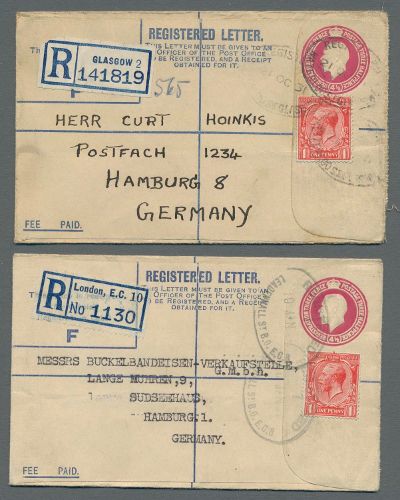 REGISTERED LETTER.
THIS LETTER MUST BE GIVEN TO AN
OFFICER OF THE POST OFFICE TO BE
REGISTERED, AND A RECEIPT
OBTAINED FOR IT.
R
GLASGOW 2
141819
565
HERR CURT HOINKIS
POSTFACH 1234
HAMBURG 8
GERMANY
FEE PAID.
ONE PENNY
REGISTERED LETTER.
THIS LETTER MUST BE GIVEN TO AN
OFFICER OF THE POST OFFICE TO BE
REGISTERED, AND A RECEIPT
OBTAINED FOR IT.
R
London, E.C. 10
No 1130
F
MESSRS BUCKELBANDEISEN-VERKAUFSTELLE,
G.m.b.H.
LANGE MUHREN,9,
SUDSEEHAUS,
HAMBURG,1.
GERMANY.
FEE PAID.
ONE PENNY